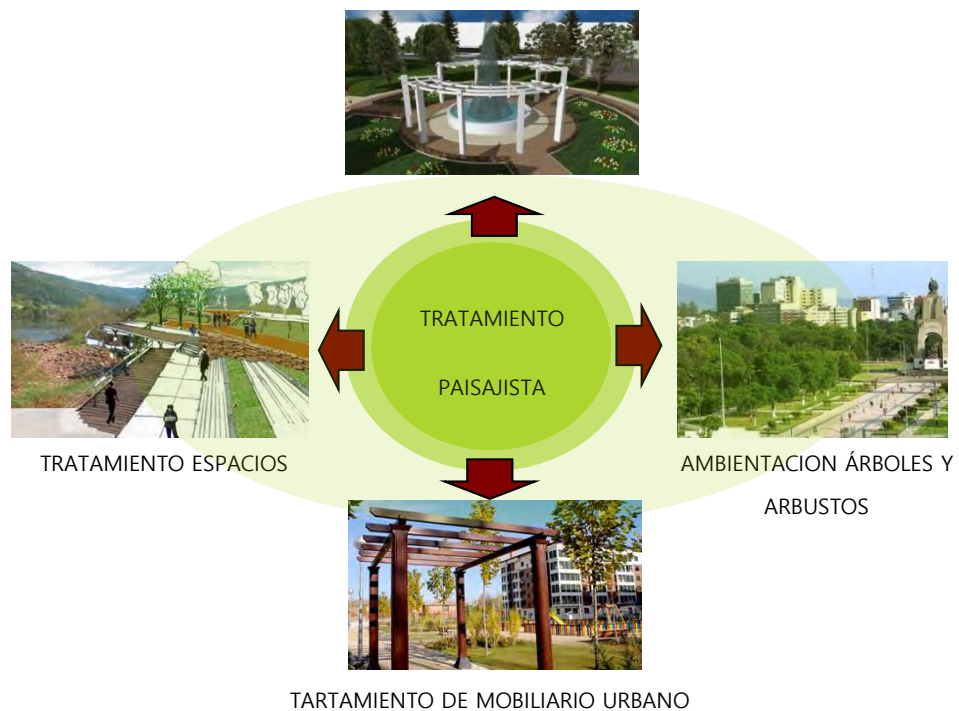 TRATAMIENTO
PAISAJISTA
TRATAMIENTO ESPACIOS
AMBIENTACION ÁRBOLES Y
ARBUSTOS
TARTAMIENTO DE MOBILIARIO URBANO